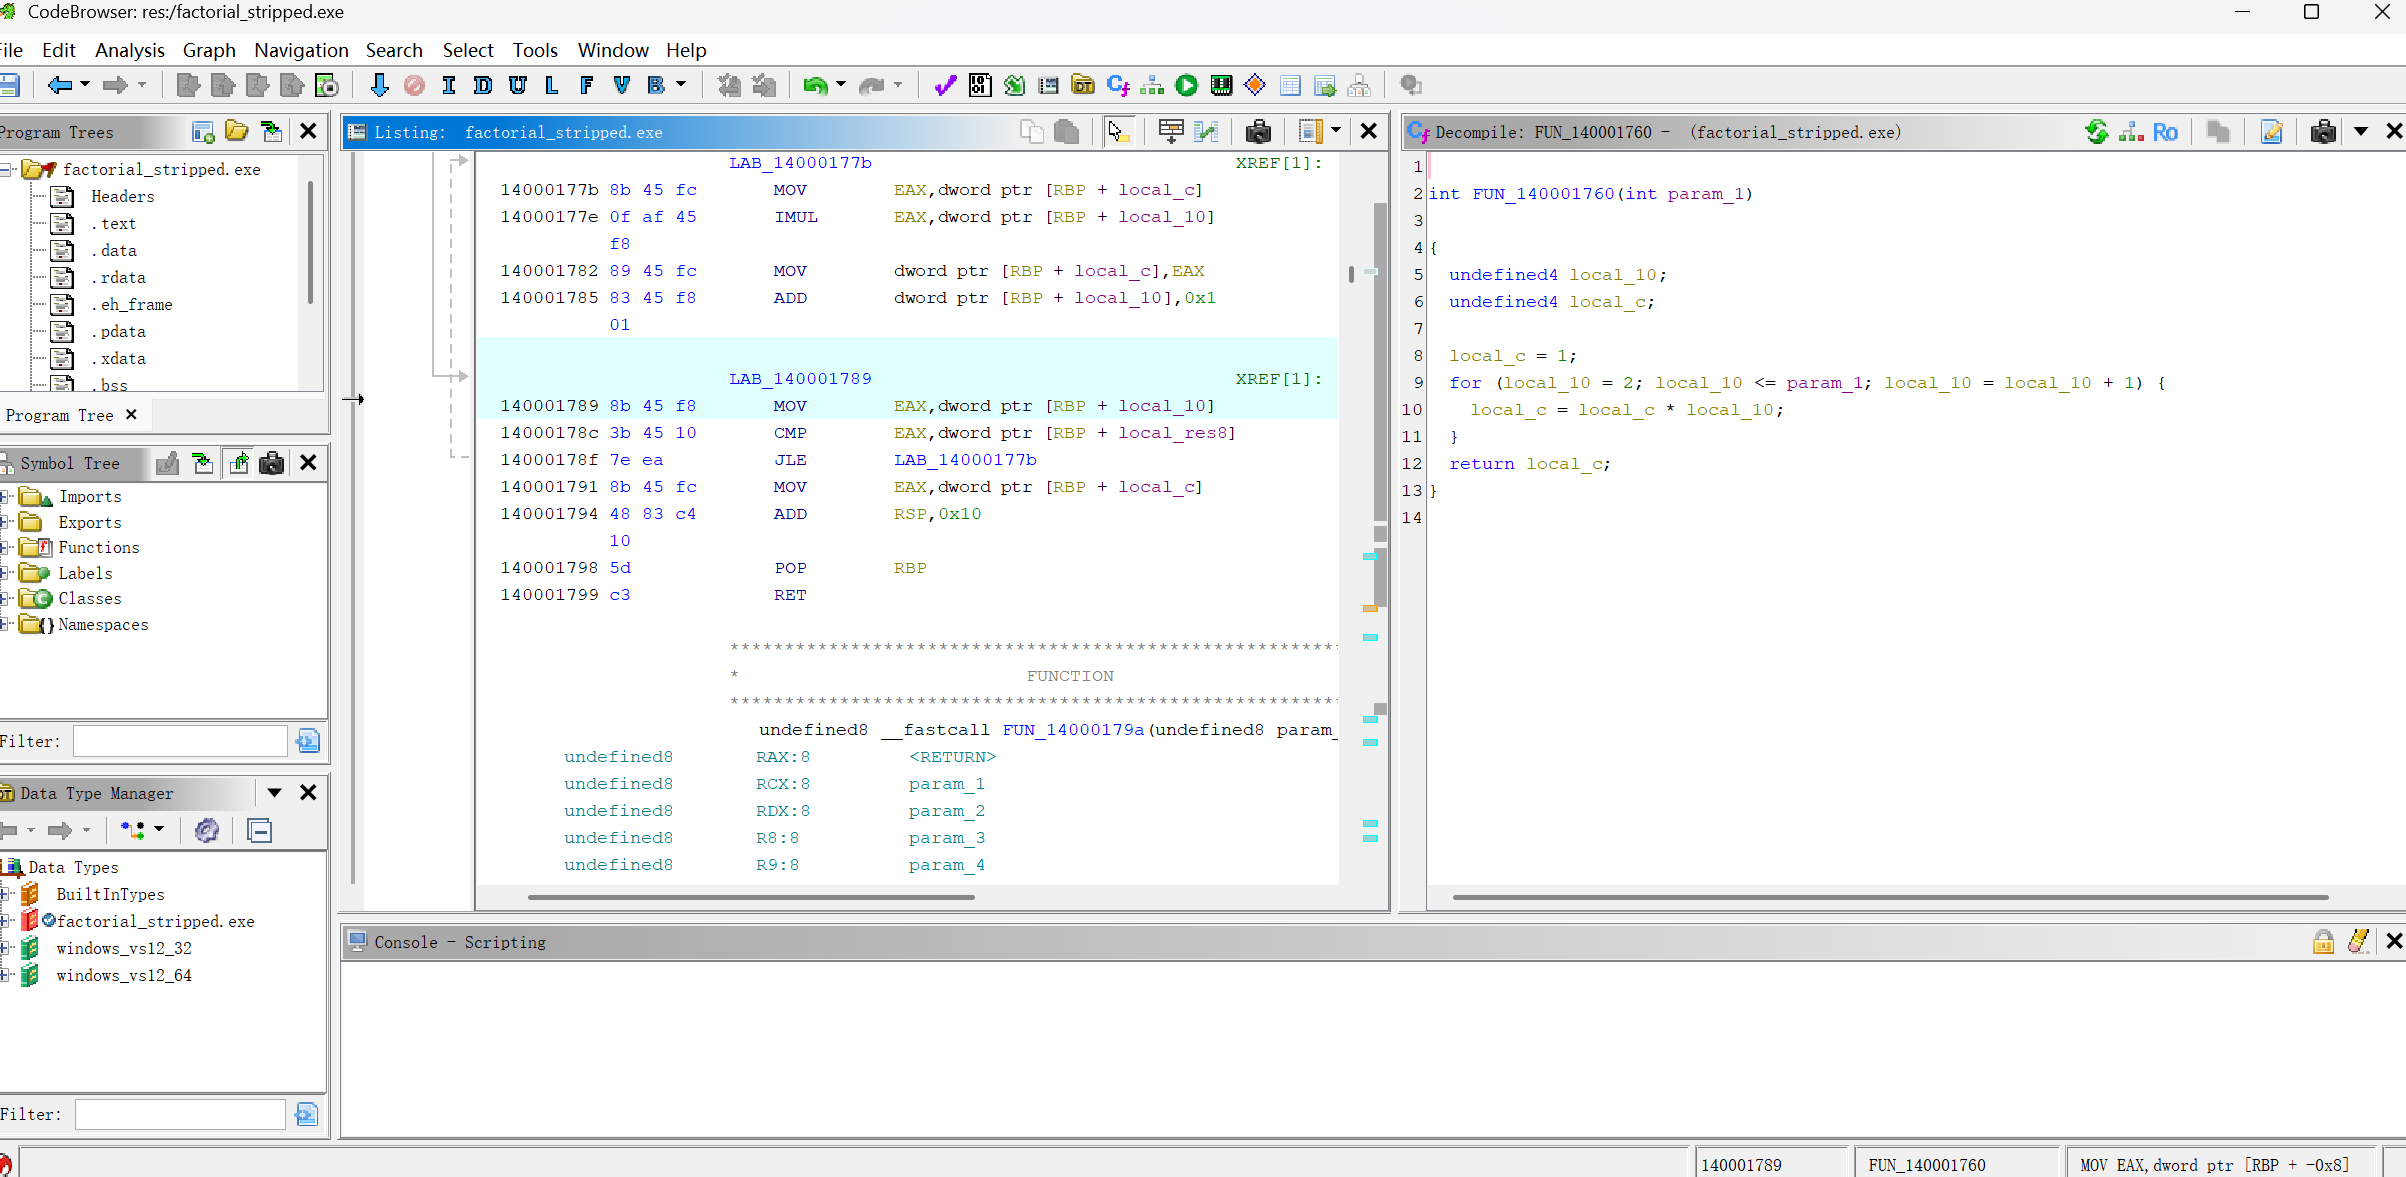 CodeBrowser: res:/factorial_stripped.exe
File Edit Analysis Graph Navigation Search Select Tools Window Help
I D U L F V B
Program Trees
factorial_stripped.exe
Headers
.text
.data
.rdata
.eh_frame
.pdata
.xdata
.bss
Program Tree
Symbol Tree
Imports
Exports
Functions
Labels
Classes
Namespaces
Filter:
Data Type Manager
Data Types
BuiltInTypes
factorial_stripped.exe
windows_vs12_32
windows_vs12_64
Filter:
Listing: factorial_stripped.exe
LAB_14000177b XREF[1]:
14000177b 8b 45 fc MOV EAX,dword ptr [RBP + local_c]
14000177e 0f af 45 IMUL EAX,dword ptr [RBP + local_10]
f8
140001782 89 45 fc MOV dword ptr [RBP + local_c],EAX
140001785 83 45 f8 ADD dword ptr [RBP + local_10],0x1
01
LAB_140001789 XREF[1]:
140001789 8b 45 f8 MOV EAX,dword ptr [RBP + local_10]
14000178c 3b 45 10 CMP EAX,dword ptr [RBP + local_res8]
14000178f 7e ea JLE LAB_14000177b
140001791 8b 45 fc MOV EAX,dword ptr [RBP + local_c]
140001794 48 83 c4 ADD RSP,0x10
10
140001798 5d POP RBP
140001799 c3 RET
********************************************************
* FUNCTION
********************************************************
undefined8 __fastcall FUN_14000179a(undefined8 param_
undefined8 RAX:8 <RETURN>
undefined8 RCX:8 param_1
undefined8 RDX:8 param_2
undefined8 R8:8 param_3
undefined8 R9:8 param_4
Decompile: FUN_140001760 - (factorial_stripped.exe)
Ro
1
2 int FUN_140001760(int param_1)
3
4 {
5 undefined4 local_10;
6 undefined4 local_c;
7
8 local_c = 1;
9 for (local_10 = 2; local_10 <= param_1; local_10 = local_10 + 1) {
10 local_c = local_c * local_10;
11 }
12 return local_c;
13 }
14
Console - Scripting
140001789 FUN_140001760 MOV EAX,dword ptr [RBP + -0x8]